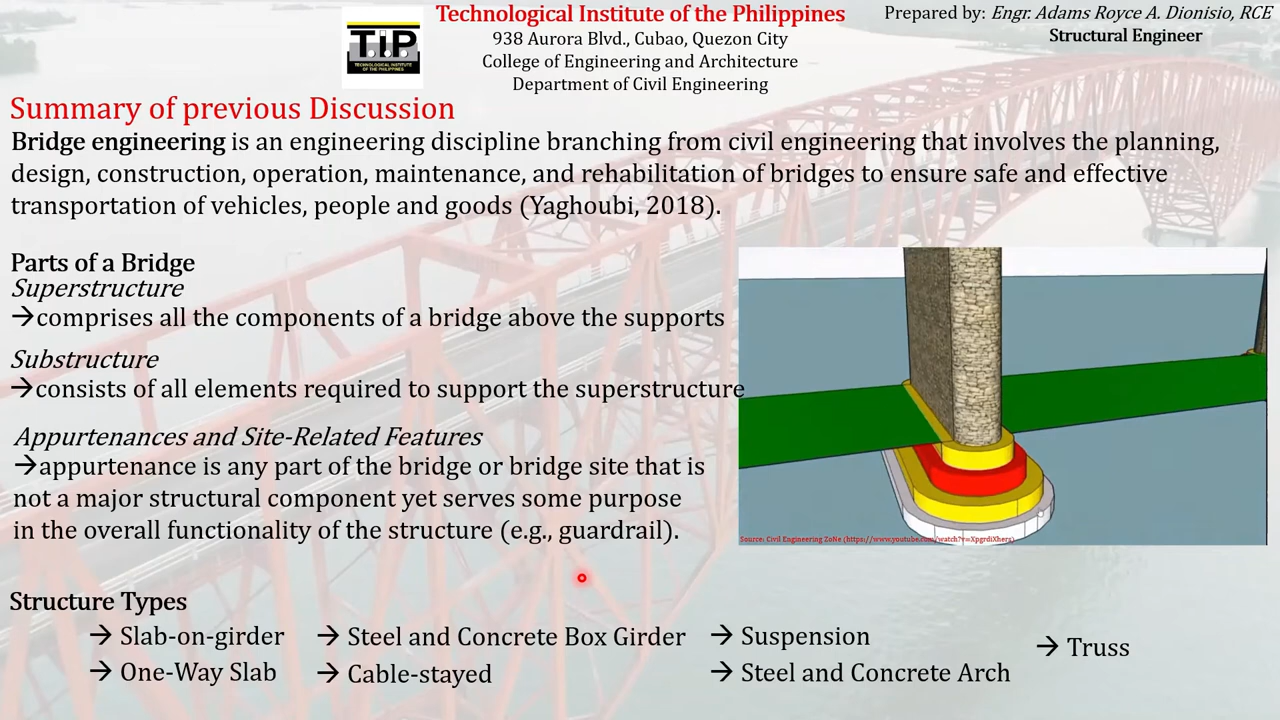 TiP
TECHNOLOGICAL INSTITUTE
OF THE PHILIPPINES
Technological Institute of the Philippines
938 Aurora Blvd., Cubao, Quezon City
College of Engineering and Architecture
Department of Civil Engineering
Prepared by: Engr. Adams Royce A. Dionisio, RCE
Structural Engineer
Summary of previous Discussion
Bridge engineering is an engineering discipline branching from civil engineering that involves the planning,
design, construction, operation, maintenance, and rehabilitation of bridges to ensure safe and effective
transportation of vehicles, people and goods (Yaghoubi, 2018).
Parts of a Bridge
Superstructure
→comprises all the components of a bridge above the supports
Substructure
→consists of all elements required to support the superstructure
Appurtenances and Site-Related Features
→appurtenance is any part of the bridge or bridge site that is
not a major structural component yet serves some purpose
in the overall functionality of the structure (e.g., guardrail).
Source: Civil Engineering ZoNe (https://www.youtube.com/watch?v=XpgrdiXhers)
Structure Types
→ Slab-on-girder
→ One-Way Slab
→ Steel and Concrete Box Girder
→ Cable-stayed
→ Suspension
→ Steel and Concrete Arch
→ Truss